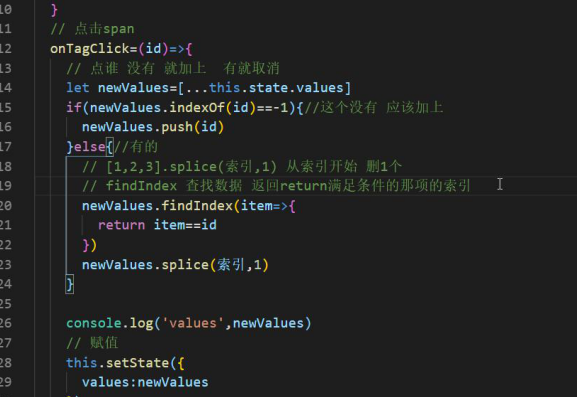 10 }
11 // 点击span
12 onTagClick=(id)=>{
13 // 点谁 没有 就加上 有就取消
14 let newValues=[...this.state.values]
15 if(newValues.indexOf(id)==-1){//这个没有 应该加上
16 newValues.push(id)
17 }else{//有的
18 // [1,2,3].splice(索引,1) 从索引开始 删1个
19 // findIndex 查找数据 返回return满足条件的那项的索引
20 newValues.findIndex(item=>{
21 return item==id
22 })
23 newValues.splice(索引,1)
24 }
25
26 console.log('values',newValues)
27 // 赋值
28 this.setState({
29 values:newValues